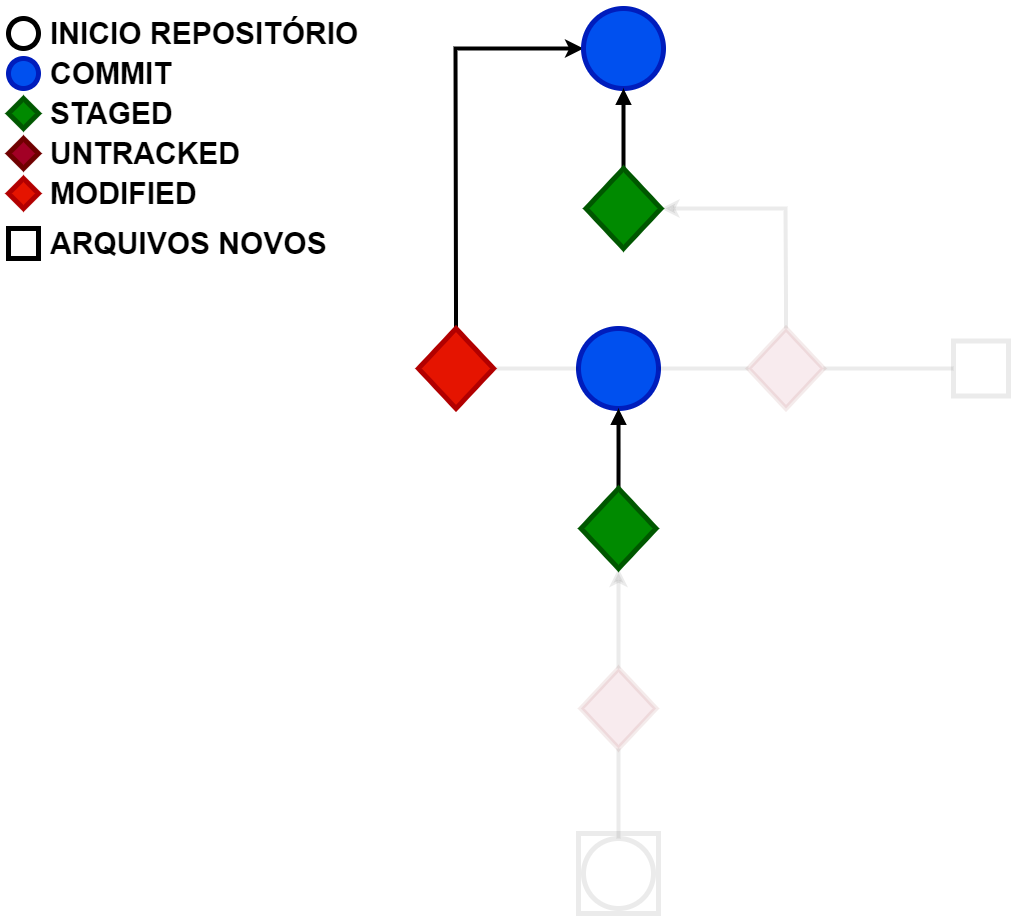 INICIO REPOSITÓRIO
COMMIT
STAGED
UNTRACKED
MODIFIED
ARQUIVOS NOVOS